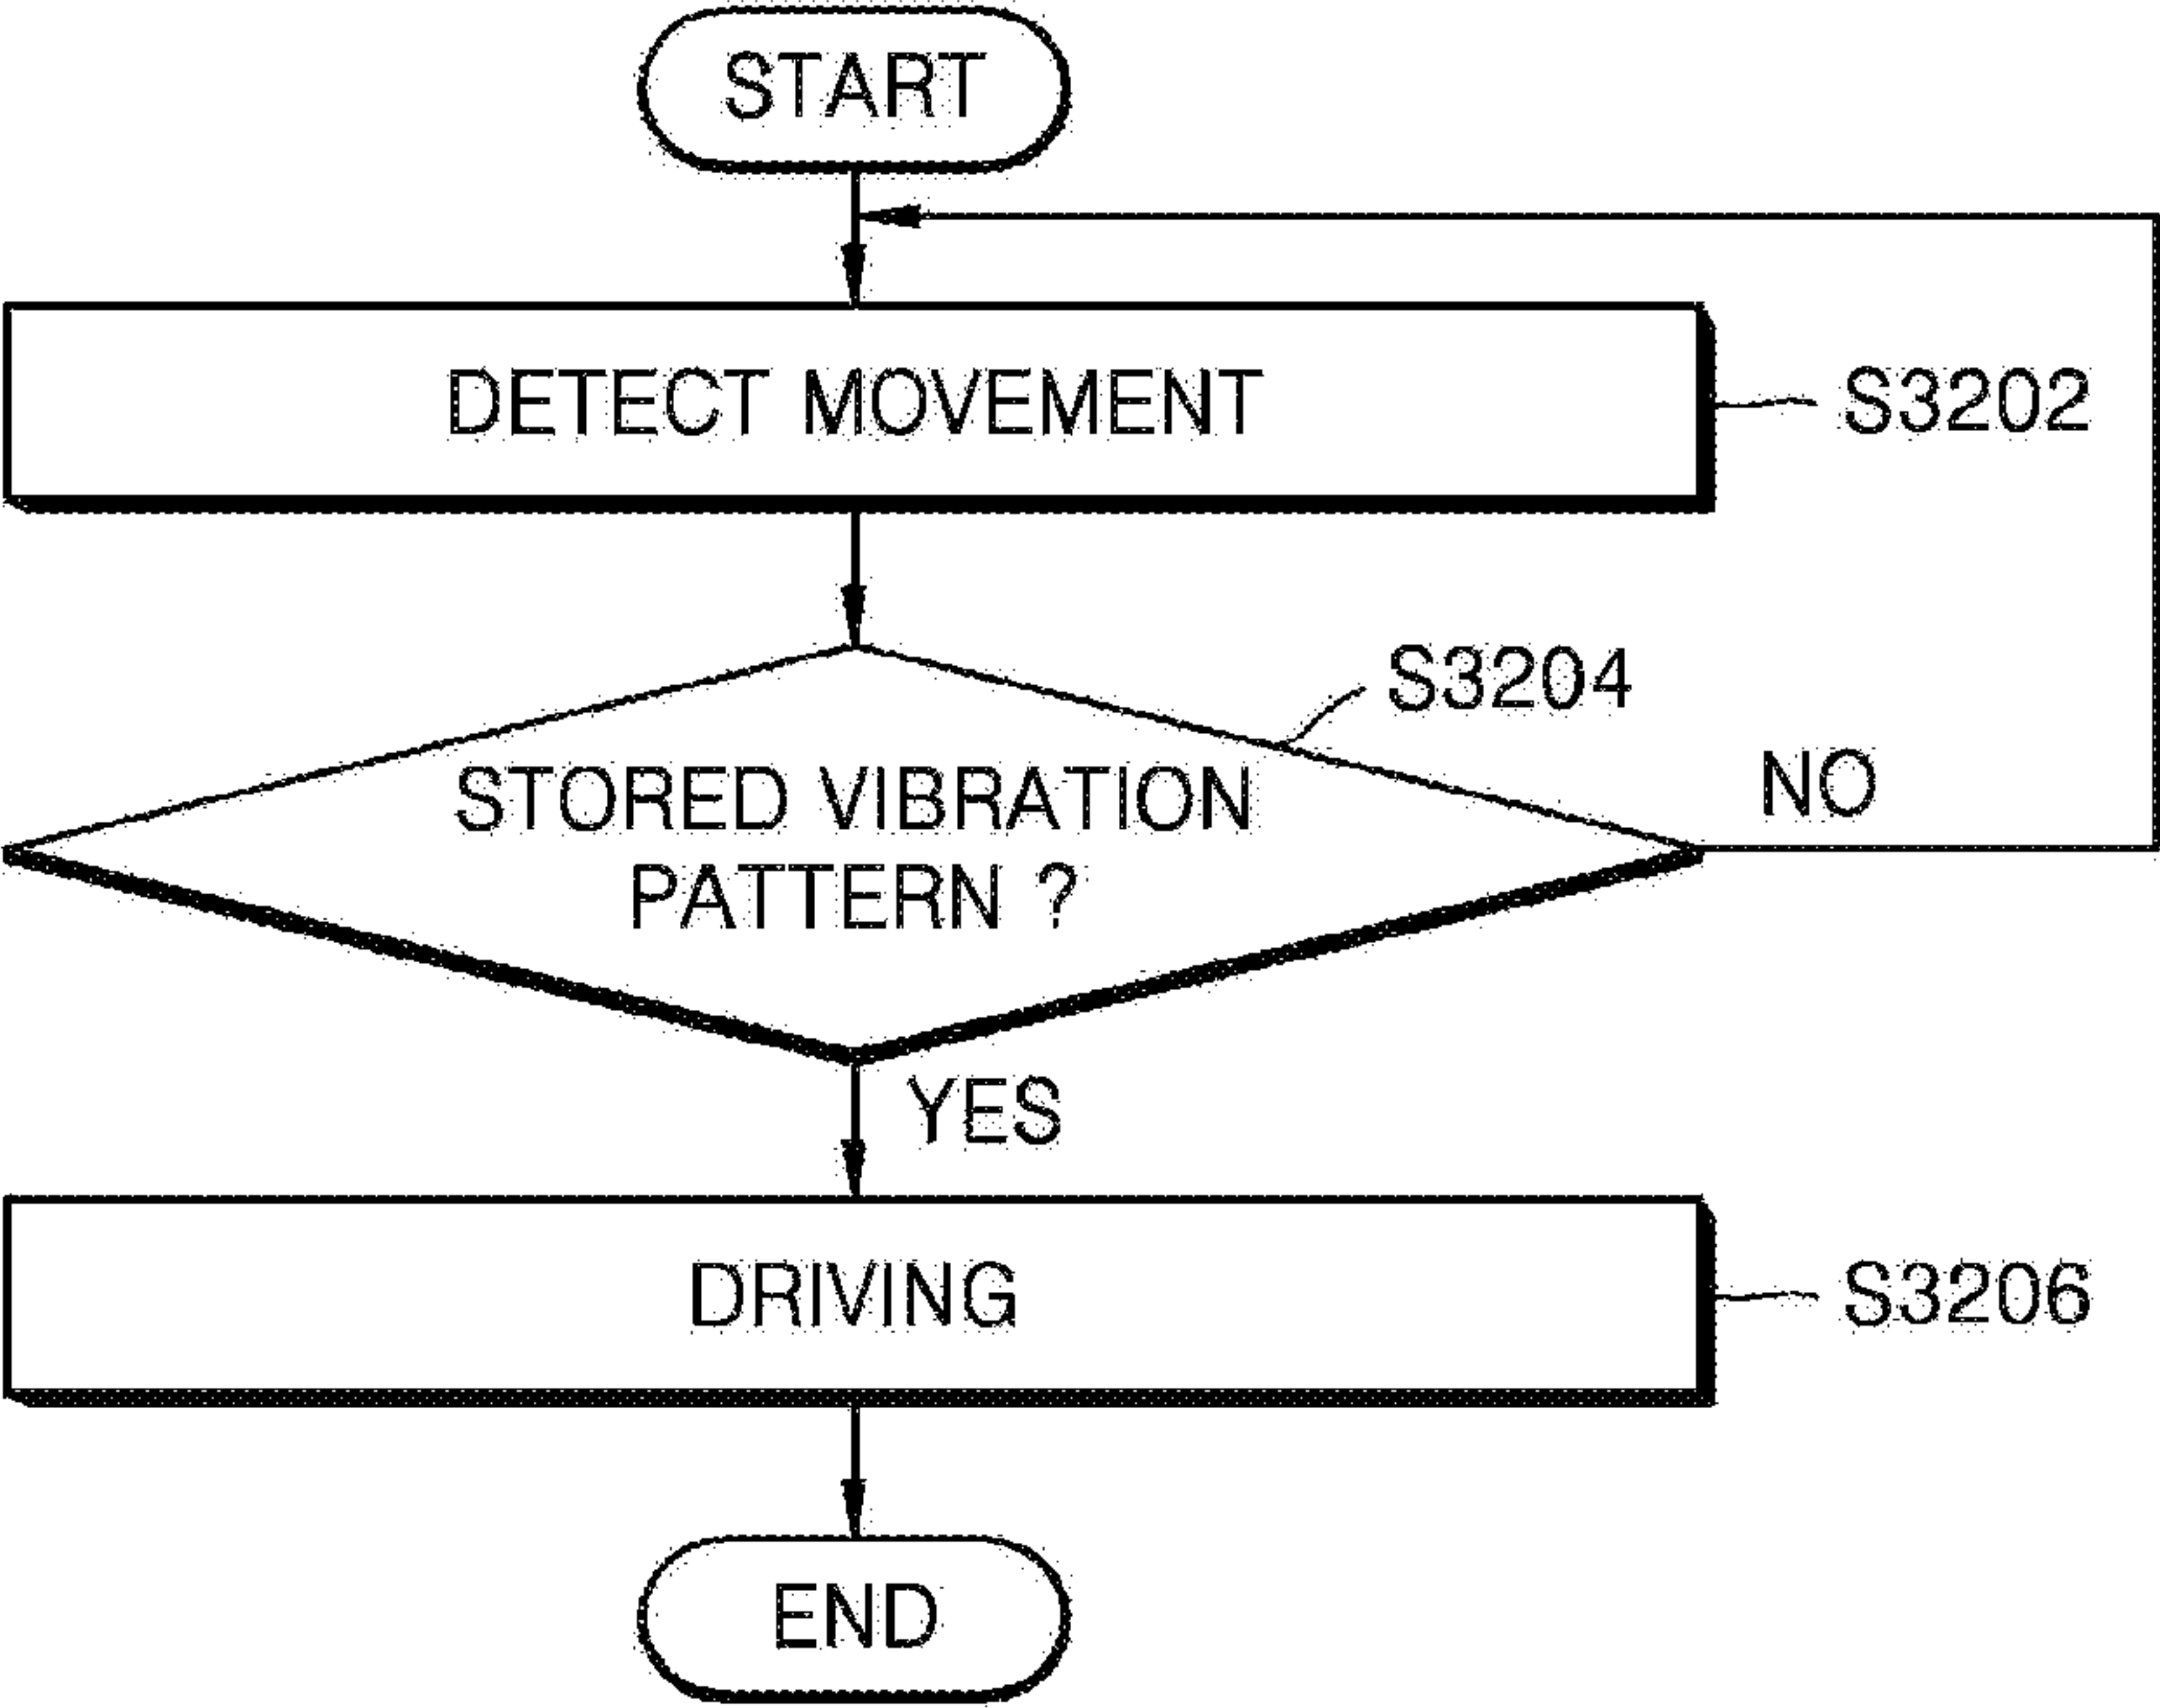 START
DETECT MOVEMENT
S3202
S3204
STORED VIBRATION
PATTERN ?
NO
YES
DRIVING
S3206
END